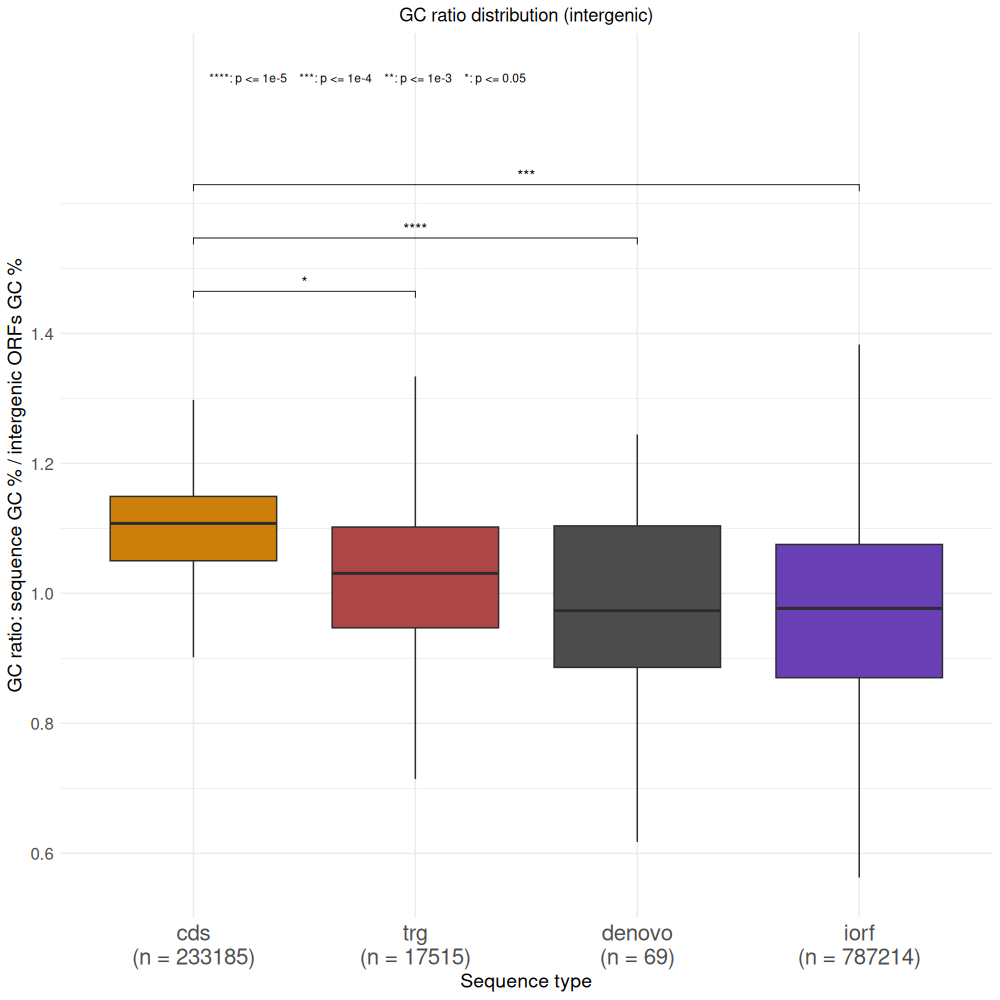 GC ratio distribution (intergenic)
****: p <= 1e-5 ***: p <= 1e-4 **: p <= 1e-3 *: p <= 0.05
***
****
*
GC ratio: sequence GC % / intergenic ORFs GC %
1.4
1.2
1.0
0.8
0.6
cds trg denovo iorf
(n = 233185) (n = 17515) (n = 69) (n = 787214)
Sequence type